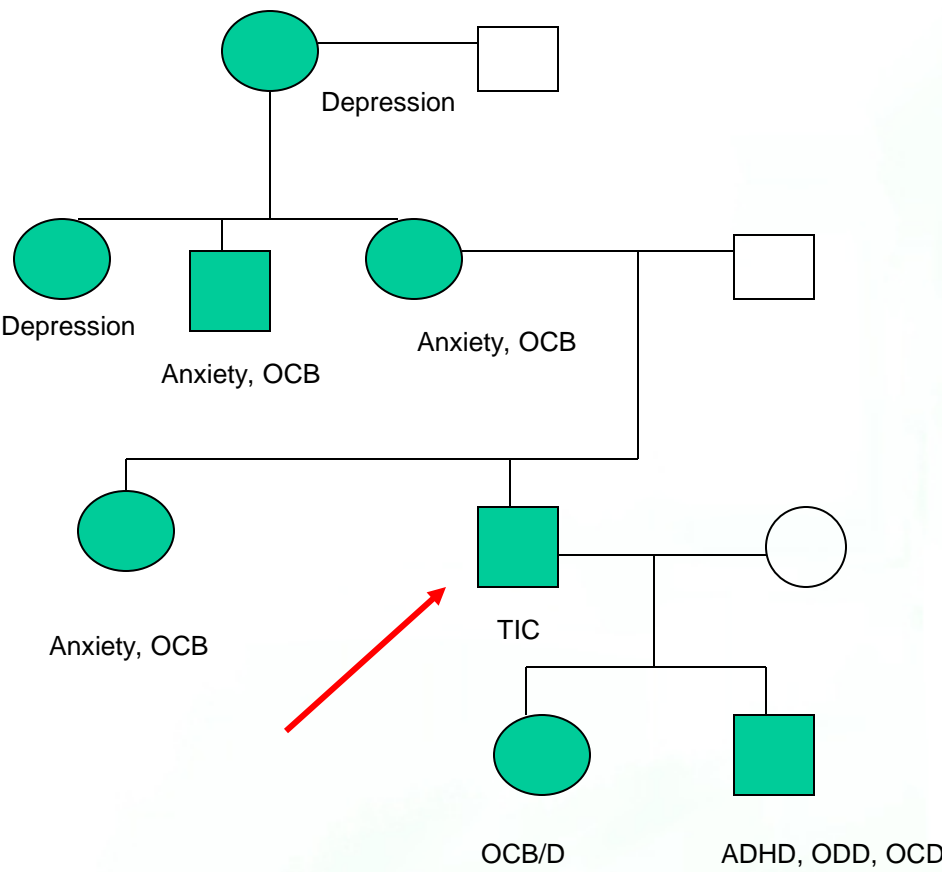 Depression
Depression
Anxiety, OCB
Anxiety, OCB
Anxiety, OCB
TIC
OCB/D
ADHD, ODD, OCD